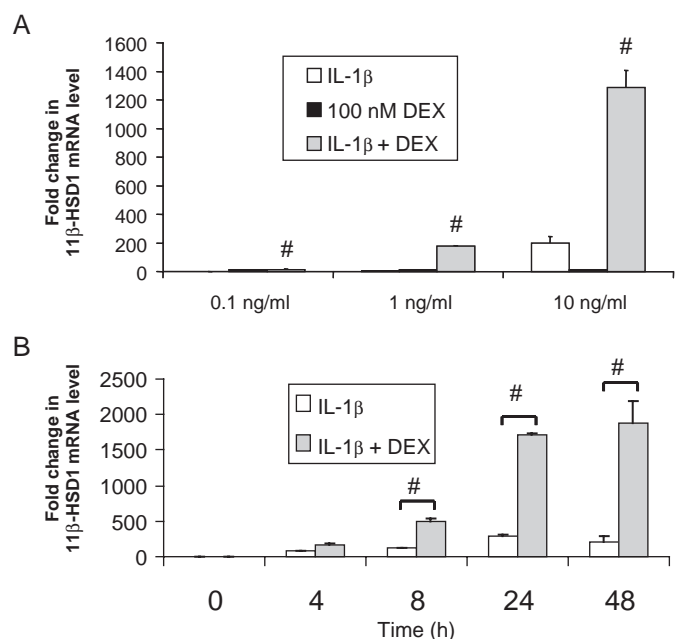 A
Fold change in
11β-HSD1 mRNA level
1600
1400
1200
1000
800
600
400
200
0
IL-1β
100 nM DEX
IL-1β + DEX
#
#
#
0.1 ng/ml
1 ng/ml
10 ng/ml
B
Fold change in
11β-HSD1 mRNA level
2500
2000
1500
1000
500
0
IL-1β
IL-1β + DEX
#
#
#
0
4
8
24
48
Time (h)